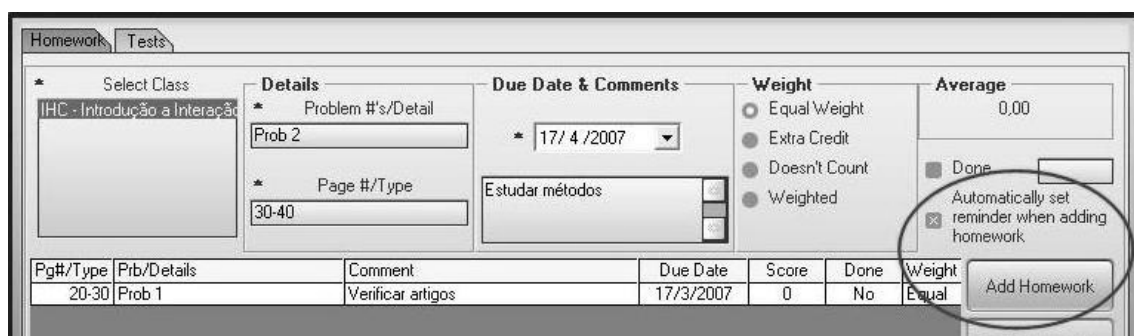 Homework Tests
* Select Class
IHC - Introdução a Interação
Details
* Problem #'s/Detail
Prob 2
* Page #/Type
30-40
Due Date & Comments
* 17/ 4 /2007
Estudar métodos
Weight
Equal Weight
Extra Credit
Doesn't Count
Weighted
Average
0,00
Done
Automatically set
reminder when adding
homework
Add Homework
Pg#/Type Prb/Details Comment Due Date Score Done Weight
20-30 Prob 1 Verificar artigos 17/3/2007 0 No Equal